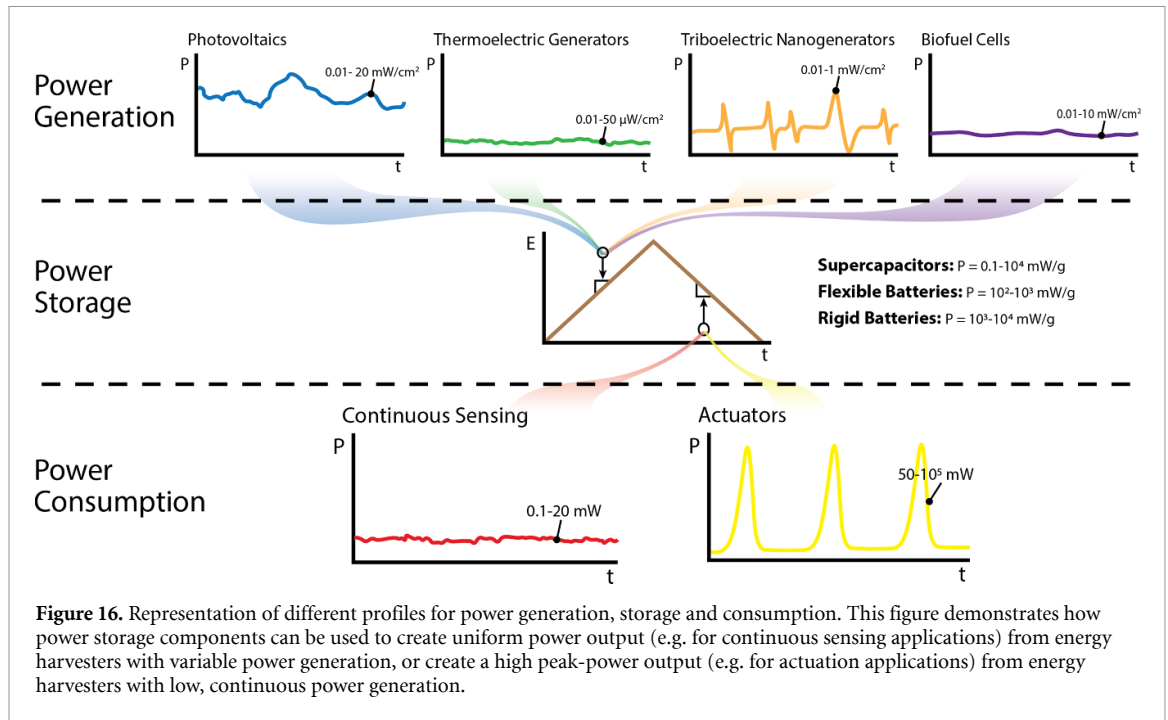 Photovoltaics
P
0.01- 20 mW/cm²
t
Thermoelectric Generators
P
0.01-50 μW/cm²
t
Triboelectric Nanogenerators
P
0.01-1 mW/cm²
t
Biofuel Cells
P
0.01-10 mW/cm²
t
Power
Generation
Power
Storage
E
t
Supercapacitors: P = 0.1-10⁴ mW/g
Flexible Batteries: P = 10²-10³ mW/g
Rigid Batteries: P = 10³-10⁴ mW/g
Power
Consumption
Continuous Sensing
P
0.1-20 mW
t
Actuators
P
50-10⁵ mW
t
Figure 16. Representation of different profiles for power generation, storage and consumption. This figure demonstrates how
power storage components can be used to create uniform power output (e.g. for continuous sensing applications) from energy
harvesters with variable power generation, or create a high peak-power output (e.g. for actuation applications) from energy
harvesters with low, continuous power generation.